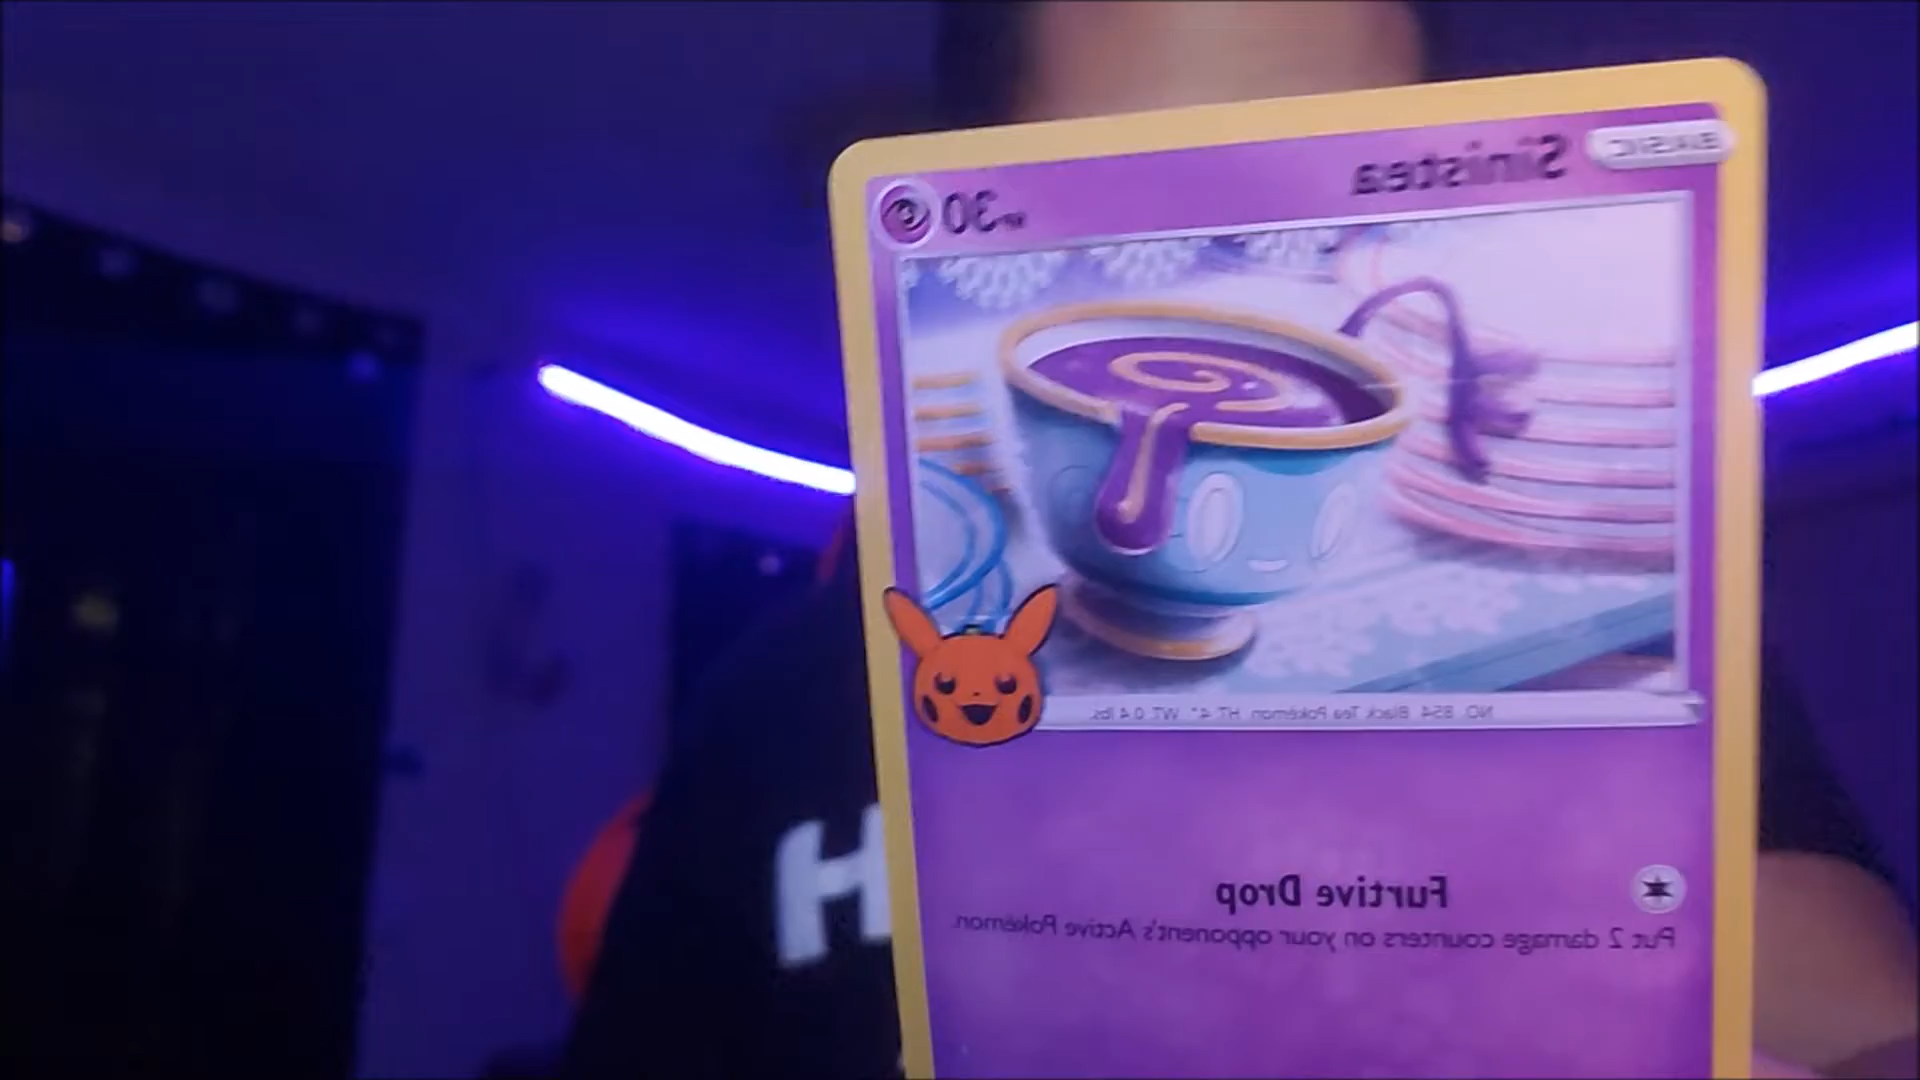 BASIC Sinistea HP 30
NO. 854 Black Tea Pokémon HT 4" WT 0.4 lbs.
Furtive Drop
Put 2 damage counters on your opponent's Active Pokémon.
H